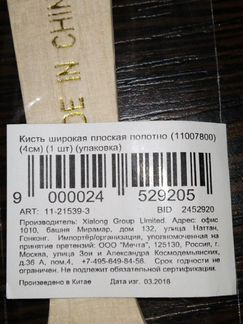 DE IN CHIN
Кисть широкая плоская полотно (11007800)
(4см) (1 шт) (упаковка)
9 000024 529205
ART: 11-21539-3 BID 2452920
Производитель: Xialong Group Limited. Адрес: офис
1010, башня Мирамар, дом 132, улица Натан,
Гонконг. Импортёр/организация, уполномоченная на
принятие претензий: ООО "Мечта", 125130, Россия, г.
Москва, улица Зои и Александра Космодемьянских,
д.36 А, пом.4, +7-495-649-84-56. Срок годности не
ограничен. Не подлежит обязательной сертификации.
Произведено в Китае Дата изг. 03.2018